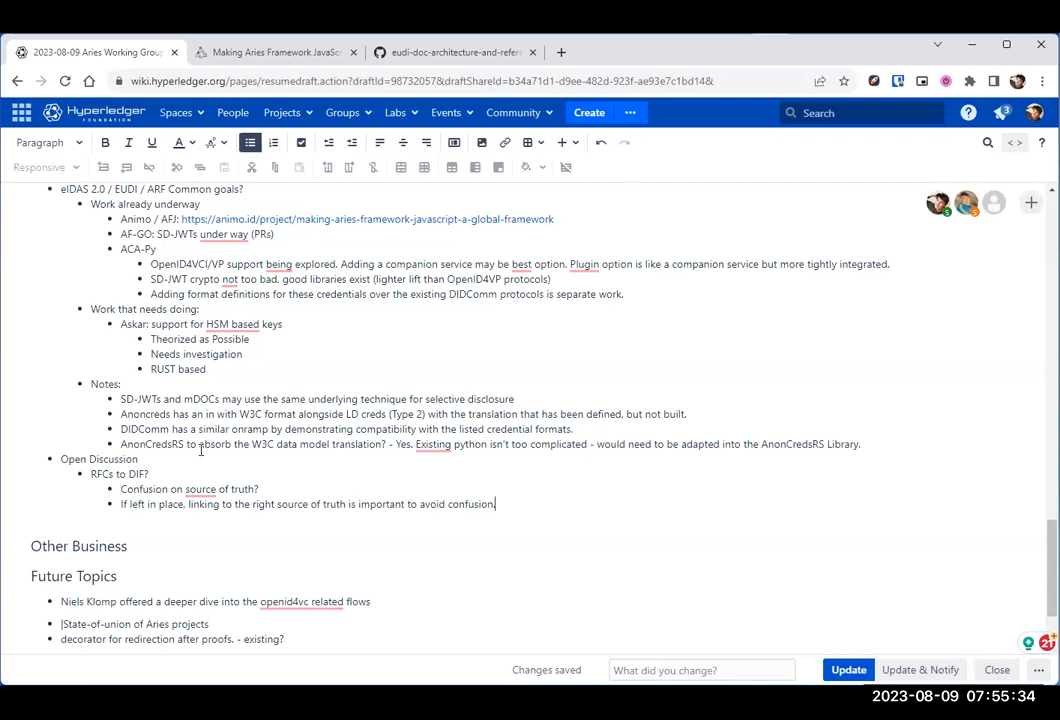 2023-08-09 Aries Working Group
Making Aries Framework JavaScr
eudi-doc-architecture-and-refere
wiki.hyperledger.org/pages/resumedraft.action?draftId=98732057&draftShareId=b34a71d1-d9ee-482d-923f-ae93e7c1bd14&
HYPERLEDGER FOUNDATION
Spaces
People
Projects
Groups
Labs
Events
Community
Create
Search
3
Paragraph
B
I
U
A
Responsive
eIDAS 2.0 / EUDI / ARF Common goals?
Work already underway
Animo / AFJ: https://animo.id/project/making-aries-framework-javascript-a-global-framework
AF-GO: SD-JWTs under way (PRs)
ACA-Py
OpenID4VCI/VP support being explored. Adding a companion service may be best option. Plugin option is like a companion service but more tightly integrated.
SD-JWT crypto not too bad, good libraries exist (lighter lift than OpenID4VP protocols)
Adding format definitions for these credentials over the existing DIDComm protocols is separate work.
Work that needs doing:
Askar: support for HSM based keys
Theorized as Possible
Needs investigation
RUST based
Notes:
SD-JWTs and mDOCs may use the same underlying technique for selective disclosure
Anoncreds has an in with W3C format alongside LD creds (Type 2) with the translation that has been defined, but not built.
DIDComm has a similar onramp by demonstrating compatibility with the listed credential formats.
AnonCredsRS to absorb the W3C data model translation? - Yes. Existing python isn't too complicated - would need to be adapted into the AnonCredsRS Library.
Open Discussion
RFCs to DIF?
Confusion on source of truth?
If left in place, linking to the right source of truth is important to avoid confusion.
Other Business
Future Topics
Niels Klomp offered a deeper dive into the openid4vc related flows
|State-of-union of Aries projects
decorator for redirection after proofs. - existing?
21
Changes saved
What did you change?
Update
Update & Notify
Close
2023-08-09 07:55:34